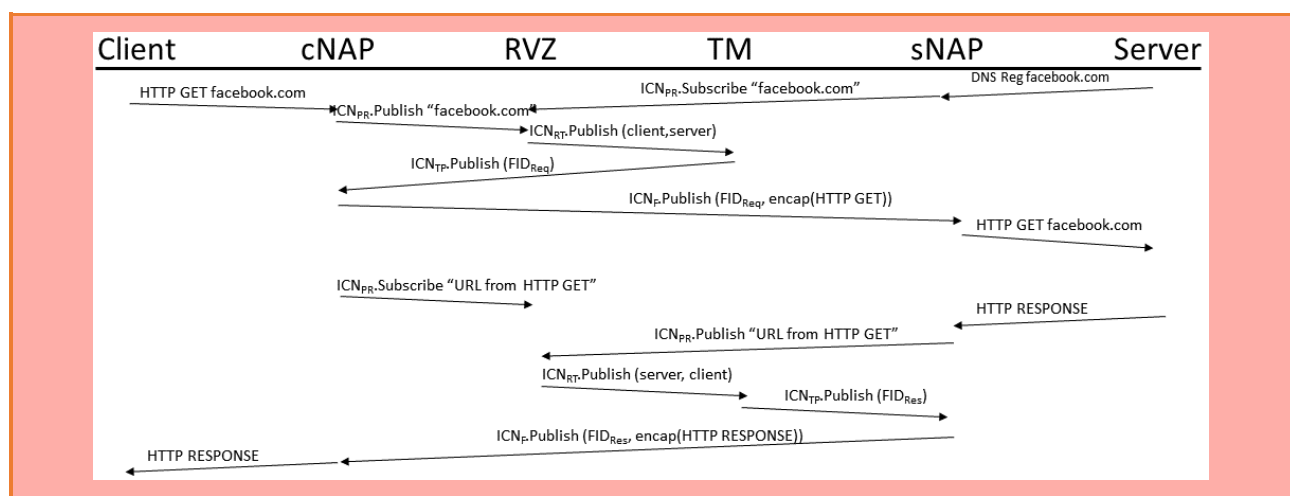 Client cNAP RVZ TM sNAP Server
DNS Reg facebook.com
HTTP GET facebook.com
ICNPR.Subscribe “facebook.com”
ICNPR.Publish “facebook.com”
ICNRT.Publish (client,server)
ICNTP.Publish (FIDReq)
ICNF.Publish (FIDReq, encap(HTTP GET))
HTTP GET facebook.com
ICNPR.Subscribe “URL from HTTP GET”
HTTP RESPONSE
ICNPR.Publish “URL from HTTP GET”
ICNRT.Publish (server, client)
ICNTP.Publish (FIDRes)
ICNF.Publish (FIDRes, encap(HTTP RESPONSE))
HTTP RESPONSE